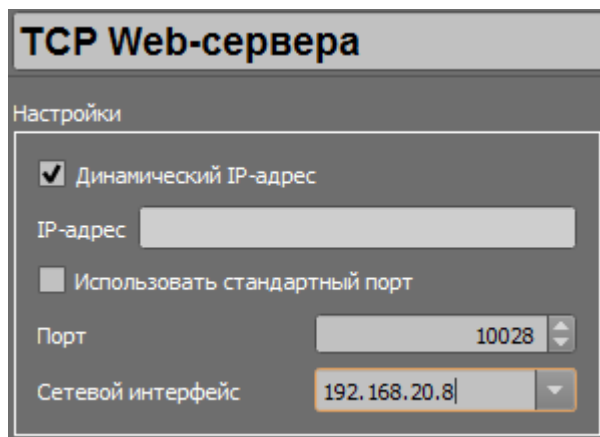 TCP Web-сервера
Настройки
Динамический IP-адрес
IP-адрес
Использовать стандартный порт
Порт 10028
Сетевой интерфейс 192.168.20.8